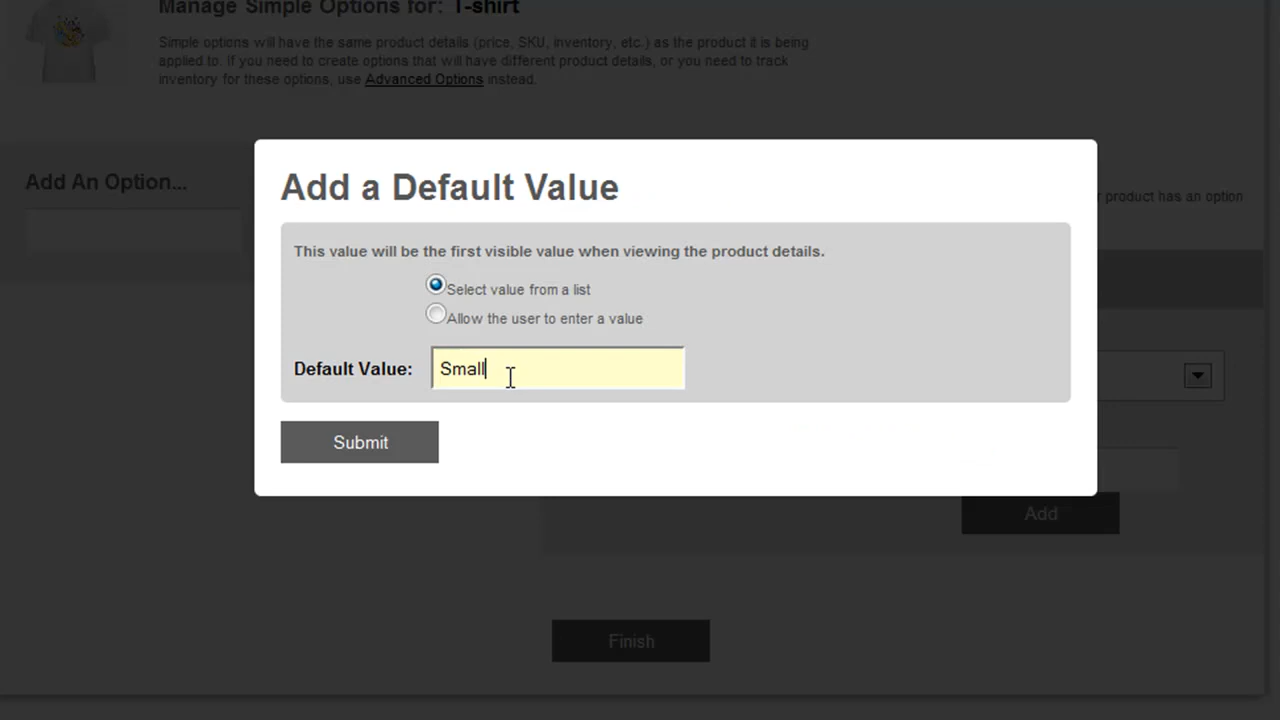 Manage Simple Options for: T-shirt
Simple options will have the same product details (price, SKU, inventory, etc.) as the product it is being
applied to. If you need to create options that will have different product details, or you need to track
inventory for these options, use Advanced Options instead.
Add An Option...
Add a Default Value
product has an option
This value will be the first visible value when viewing the product details.
Select value from a list
Allow the user to enter a value
Default Value: Small
Submit
Add
Finish